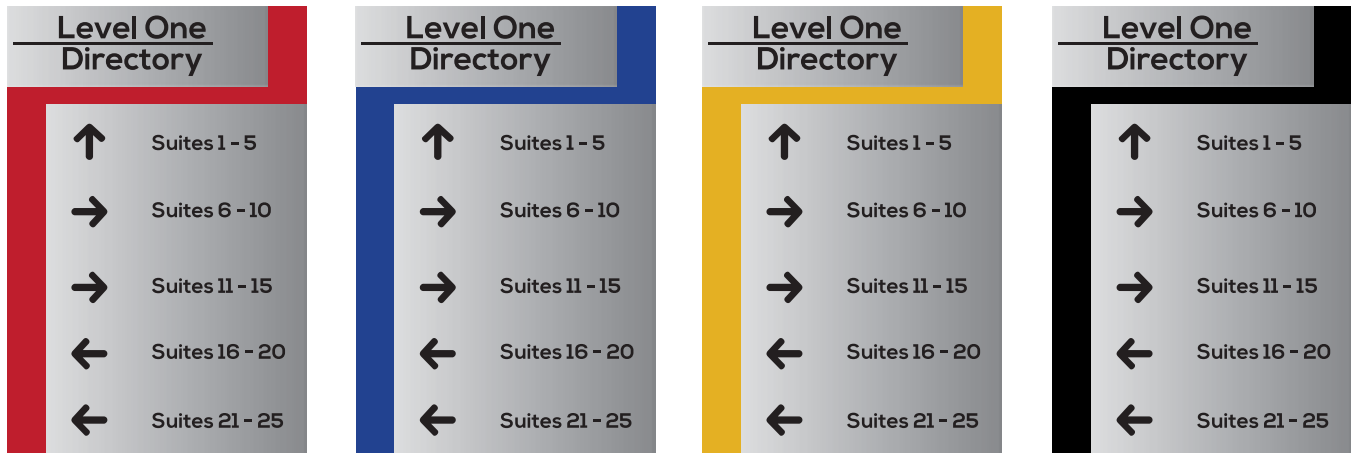 Level One
Directory
Suites 1 - 5
Suites 6 - 10
Suites 11 - 15
Suites 16 - 20
Suites 21 - 25
Level One
Directory
Suites 1 - 5
Suites 6 - 10
Suites 11 - 15
Suites 16 - 20
Suites 21 - 25
Level One
Directory
Suites 1 - 5
Suites 6 - 10
Suites 11 - 15
Suites 16 - 20
Suites 21 - 25
Level One
Directory
Suites 1 - 5
Suites 6 - 10
Suites 11 - 15
Suites 16 - 20
Suites 21 - 25